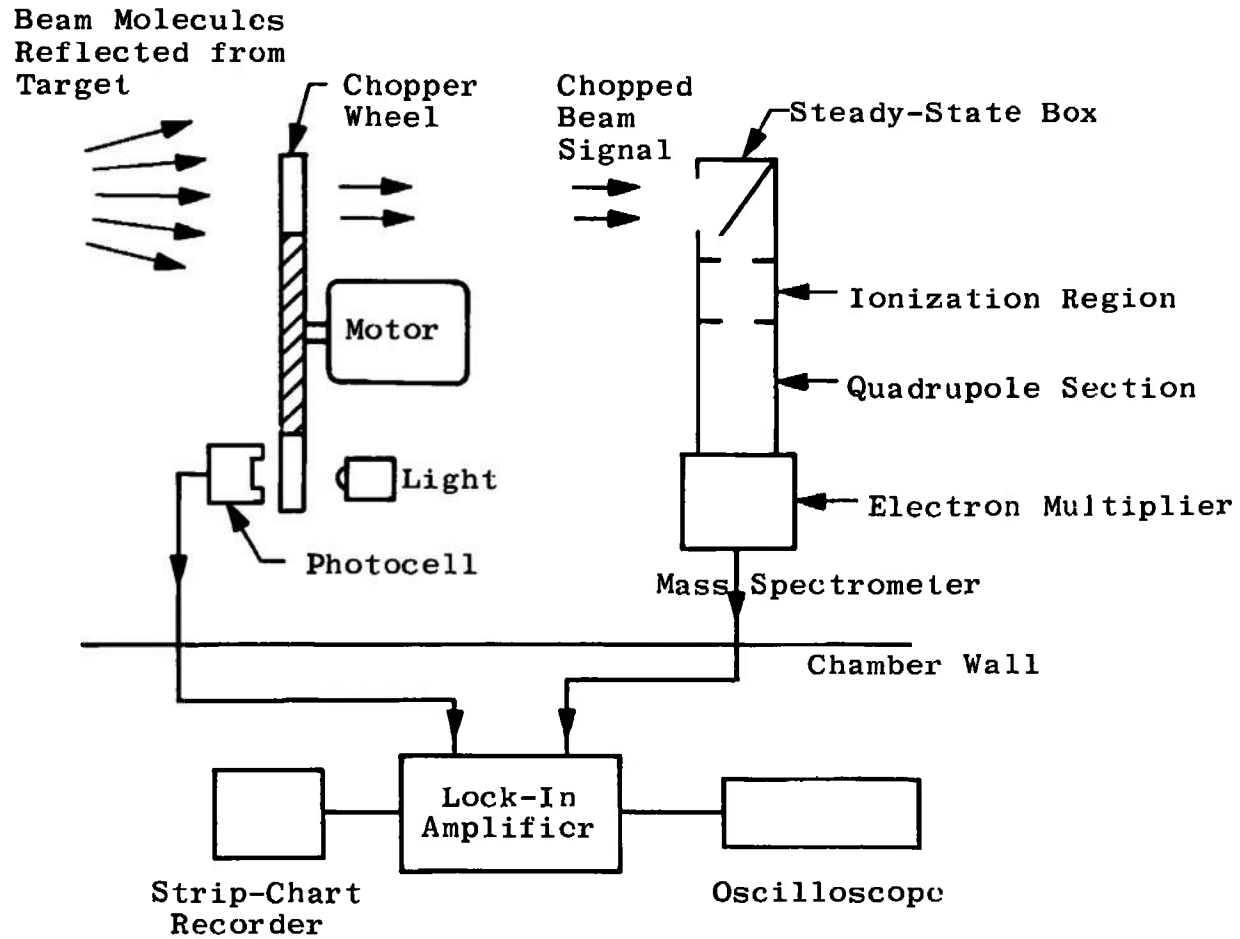 Beam Molecules
Reflected from
Target
Chopper
Wheel
Chopped
Beam
Signal
Steady-State Box
Motor
Ionization Region
Quadrupole Section
Light
Electron Multiplier
Photocell
Mass Spectrometer
Chamber Wall
Lock-In
Amplifier
Strip-Chart
Recorder
Oscilloscope